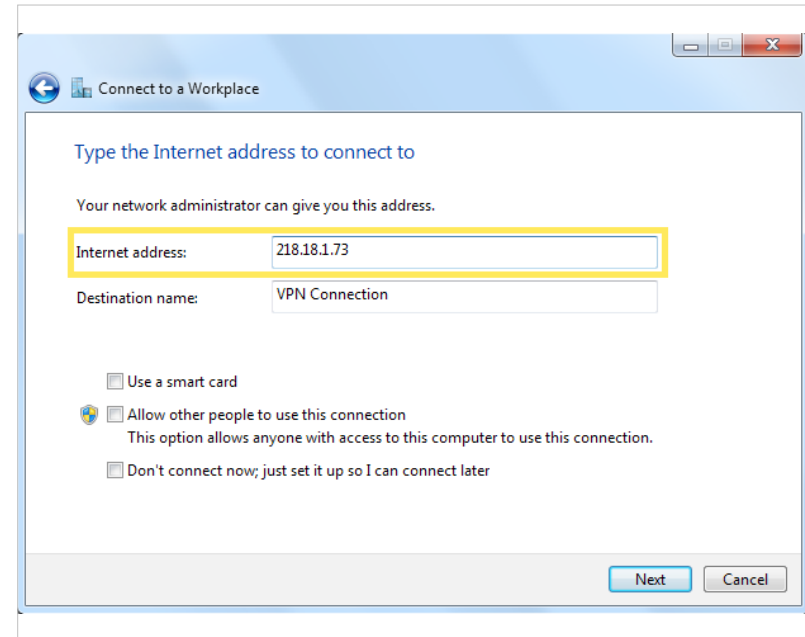 Connect to a Workplace
Type the Internet address to connect to
Your network administrator can give you this address.
Internet address: 218.18.1.73
Destination name: VPN Connection
Use a smart card
Allow other people to use this connection
This option allows anyone with access to this computer to use this connection.
Don't connect now; just set it up so I can connect later
Next Cancel